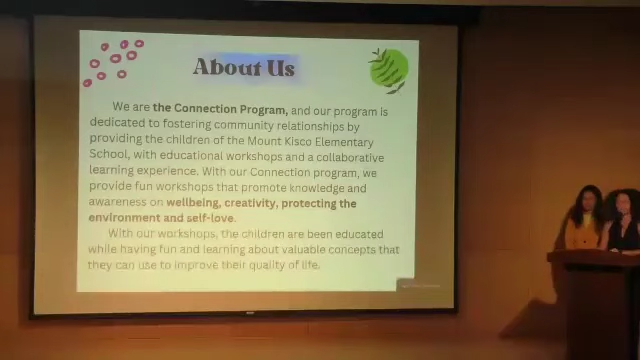 About Us
We are the Connection Program, and our program is
dedicated to fostering community relationships by
providing the children of the Mount Kisco Elementary
School, with educational workshops and a collaborative
learning experience. With our Connection program, we
provide fun workshops that promote knowledge and
awareness on wellbeing, creativity, protecting the
environment and self-love.
With our workshops, the children are been educated
while having fun and learning about valuable concepts that
they can use to improve their quality of life.